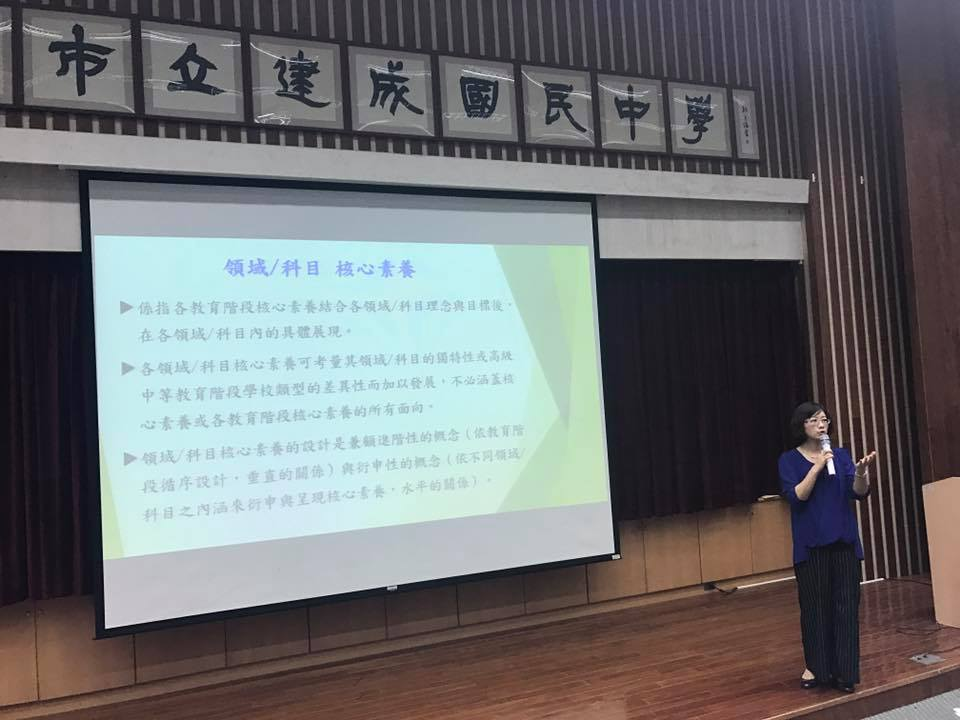 市立建成國民中學
領域/科目 核心素養
▶係指各教育階段核心素養結合各領域/科目理念與目標後,
在各領域/科目內的具體展現。
▶各領域/科目核心素養可考量其領域/科目的獨特性或高級
中等教育階段學校類型的差異性而加以發展,不必涵蓋核
心素養或各教育階段核心素養的所有面向。
▶領域/科目核心素養的設計是兼顧進階性的概念(依教育階
段循序設計,垂直的關係)與衍申性的概念(依不同領域/
科目之內涵來衍申與呈現核心素養,水平的關係)。